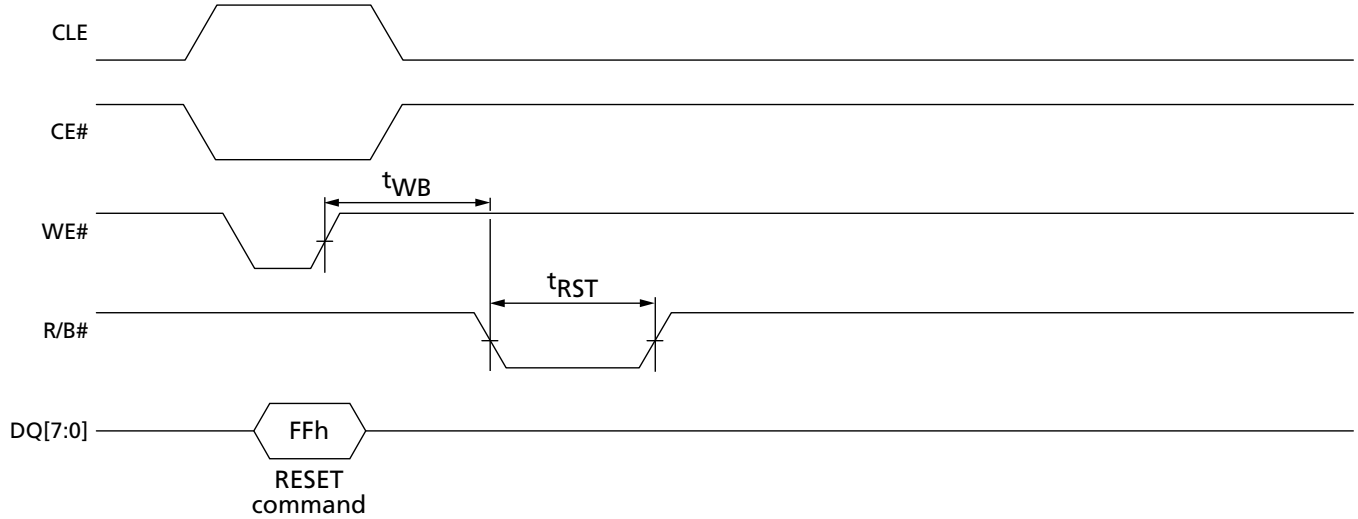 CLE
CE#
tWB
WE#
tRST
R/B#
DQ[7:0]
FFh
RESET
command